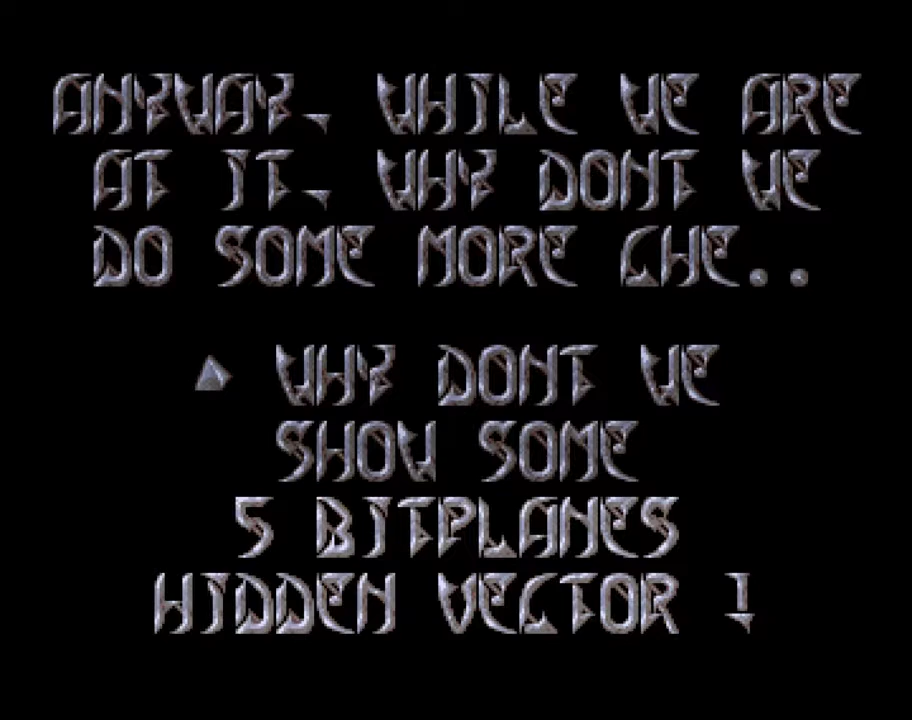 ANYWAY, WHILE WE ARE
AT IT, WHY DONT WE
DO SOME MORE CHE..
WHY DONT WE
SHOW SOME
5 BITPLANES
HIDDEN VECTOR !